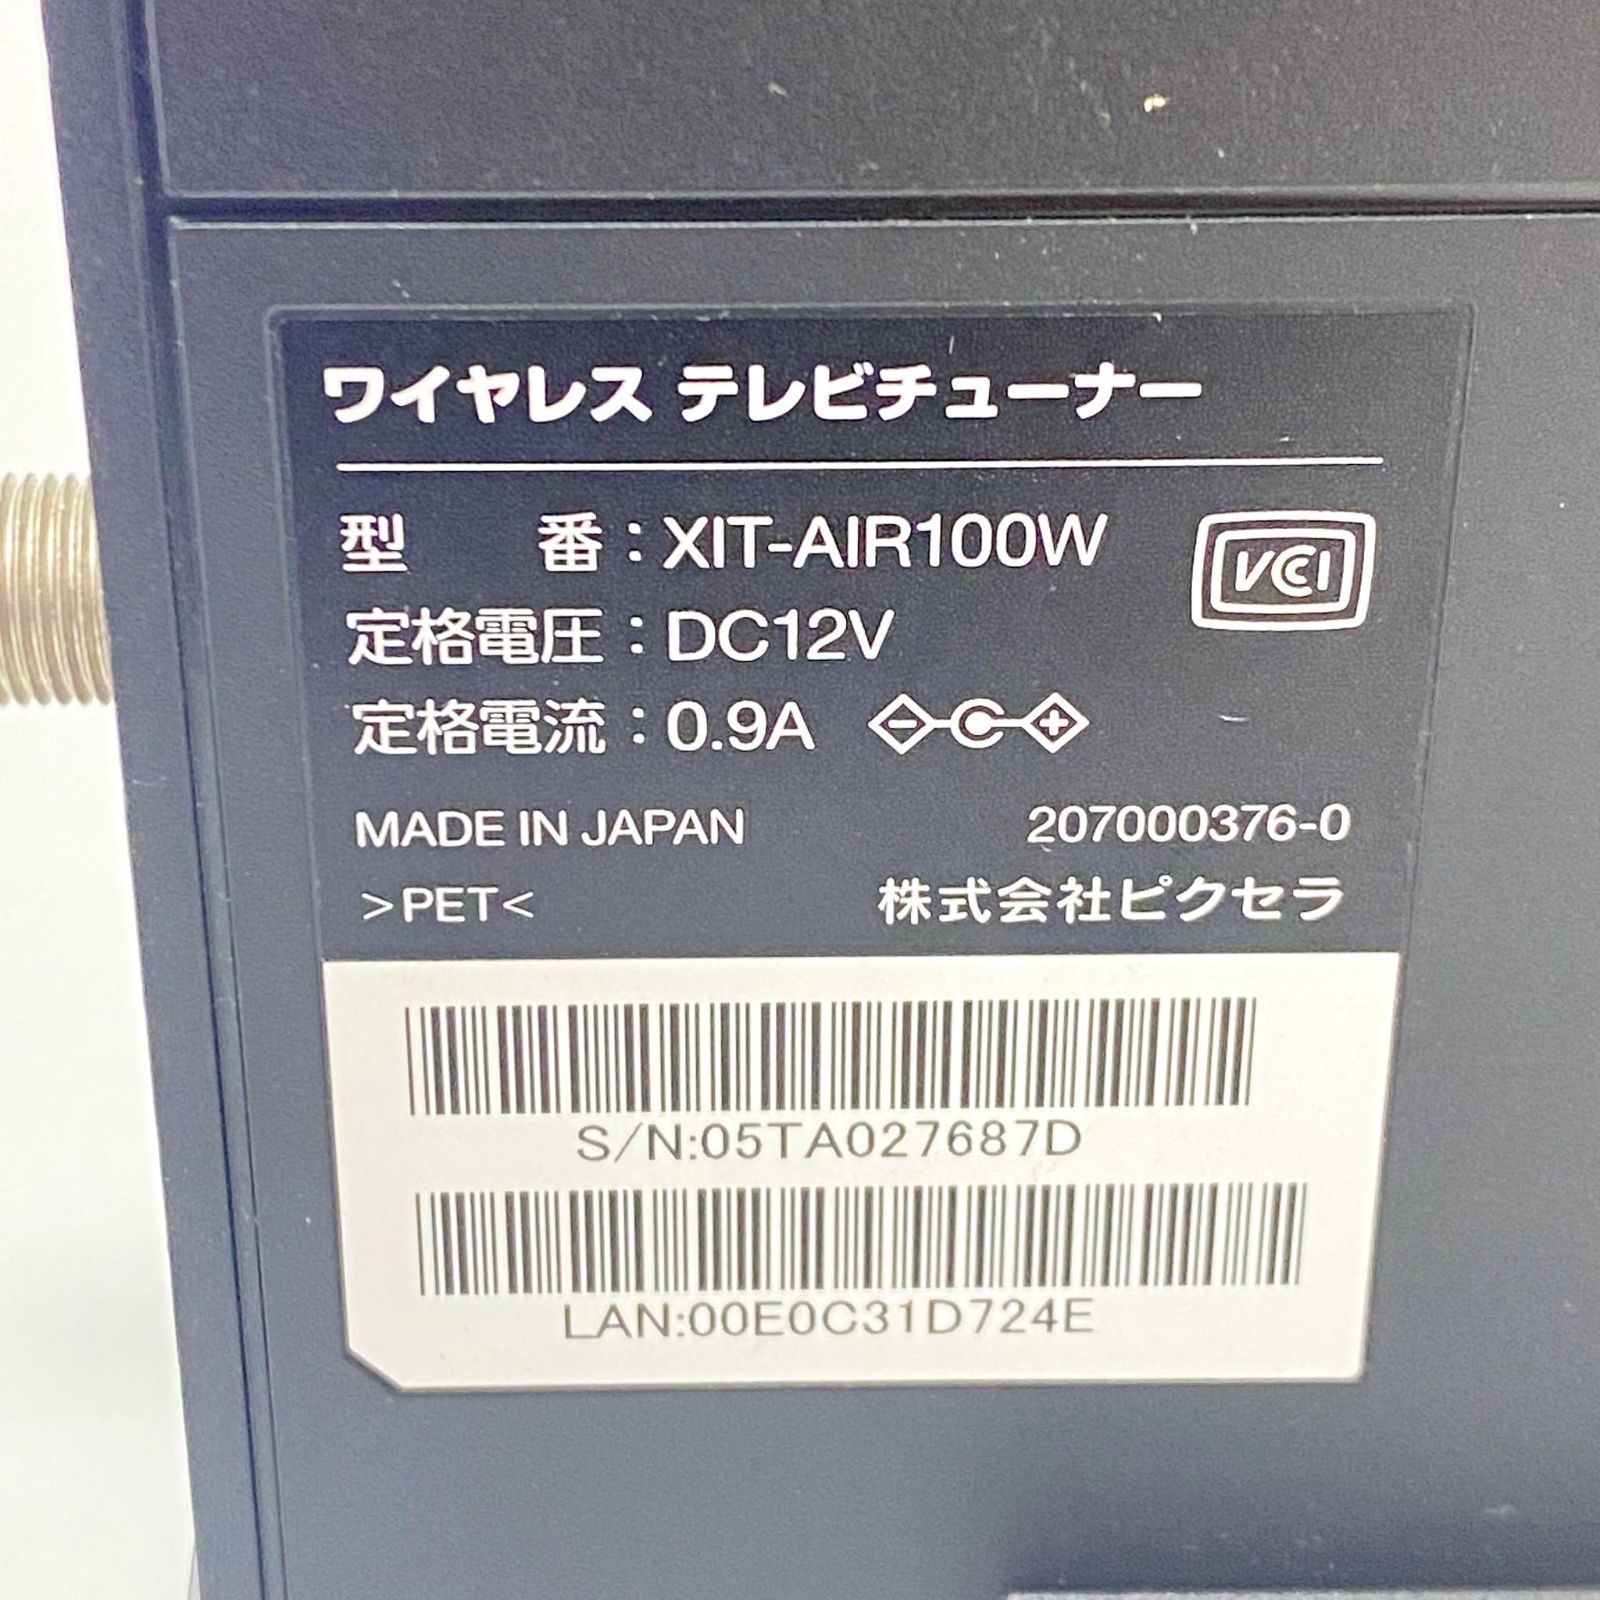 ワイヤレス テレビチューナー
型　番：XIT-AIR100W
VCCI
定格電圧：DC12V
定格電流：0.9A
MADE IN JAPAN 207000376-0
>PET< 株式会社ピクセラ
S/N:05TA027687D
LAN:00E0C31D724E